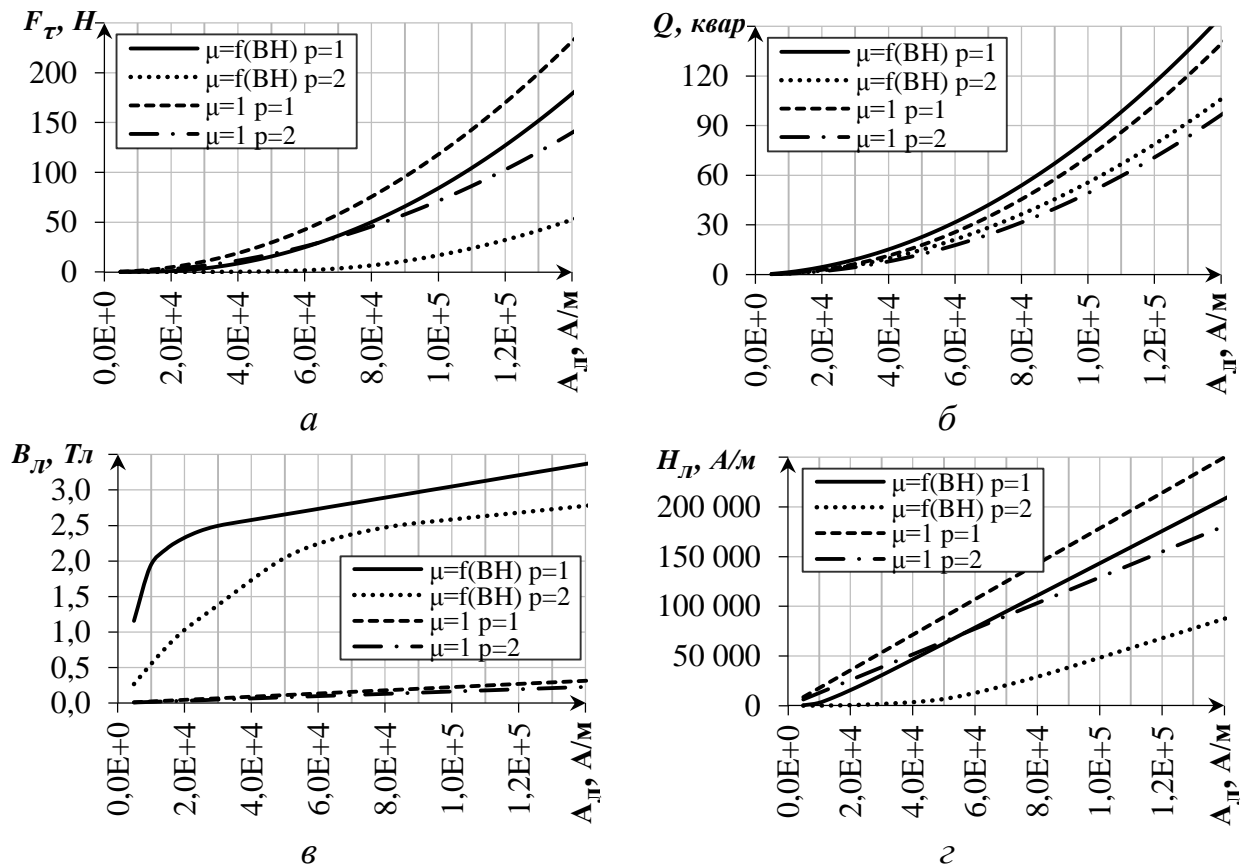 Fτ, Н
μ=f(BH) p=1
μ=f(BH) p=2
μ=1 p=1
μ=1 p=2
200
150
100
50
0
0,0E+0
2,0E+4
4,0E+4
6,0E+4
8,0E+4
1,0E+5
1,2E+5
Aл, А/м
а
Q, квар
μ=f(BH) p=1
μ=f(BH) p=2
μ=1 p=1
μ=1 p=2
120
90
60
30
0
0,0E+0
2,0E+4
4,0E+4
6,0E+4
8,0E+4
1,0E+5
1,2E+5
Aл, А/м
б
Bл, Тл
3,0
2,5
2,0
1,5
1,0
0,5
0,0
μ=f(BH) p=1
μ=f(BH) p=2
μ=1 p=1
μ=1 p=2
0,0E+0
2,0E+4
4,0E+4
6,0E+4
8,0E+4
1,0E+5
1,2E+5
Aл, А/м
в
Hл, А/м
μ=f(BH) p=1
μ=f(BH) p=2
μ=1 p=1
μ=1 p=2
200 000
150 000
100 000
50 000
0
0,0E+0
2,0E+4
4,0E+4
6,0E+4
8,0E+4
1,0E+5
1,2E+5
Aл, А/м
г